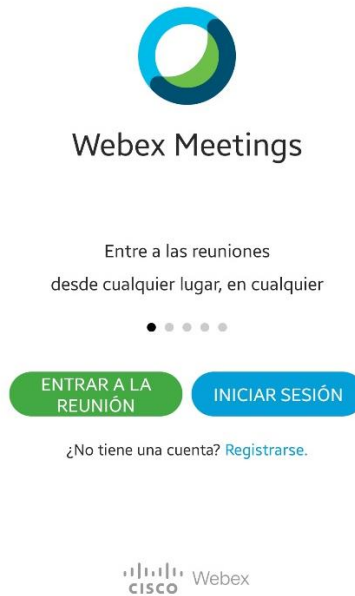 Webex Meetings
Entre a las reuniones
desde cualquier lugar, en cualquier
ENTRAR A LA
REUNIÓN
INICIAR SESIÓN
¿No tiene una cuenta? Registrarse.
CISCO Webex